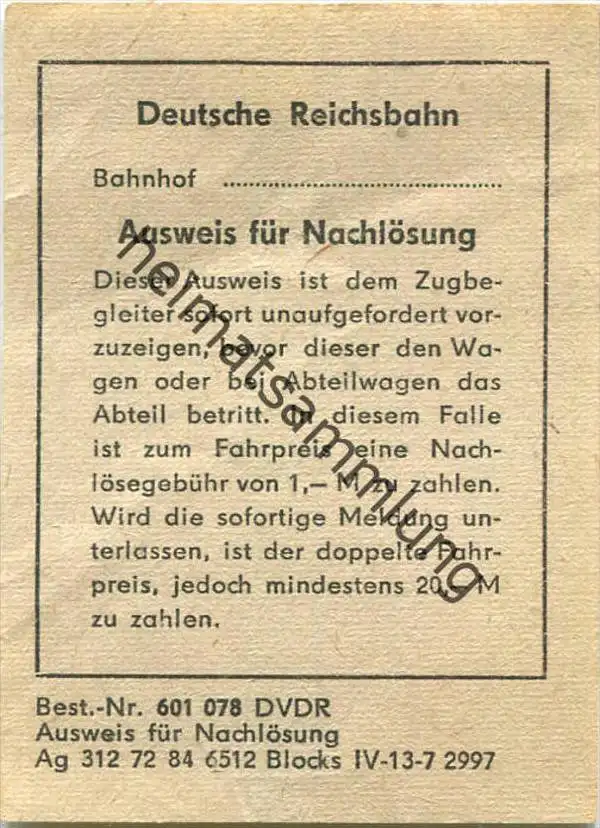 Deutsche Reichsbahn
Bahnhof ........................................
Ausweis für Nachlösung
Dieser Ausweis ist dem Zugbe-
gleiter sofort unaufgefordert vor-
zuzeigen, bevor dieser den Wa-
gen oder bei Abteilwagen das
Abteil betritt. In diesem Falle
ist zum Fahrpreis eine Nach-
lösegebühr von 1,– M zu zahlen.
Wird die sofortige Meldung un-
terlassen, ist der doppelte Fahr-
preis, jedoch mindestens 20,– M
zu zahlen.
heimatsammlung
Best.-Nr. 601 078 DVDR
Ausweis für Nachlösung
Ag 312 72 84 6512 Blocks IV-13-7 2997